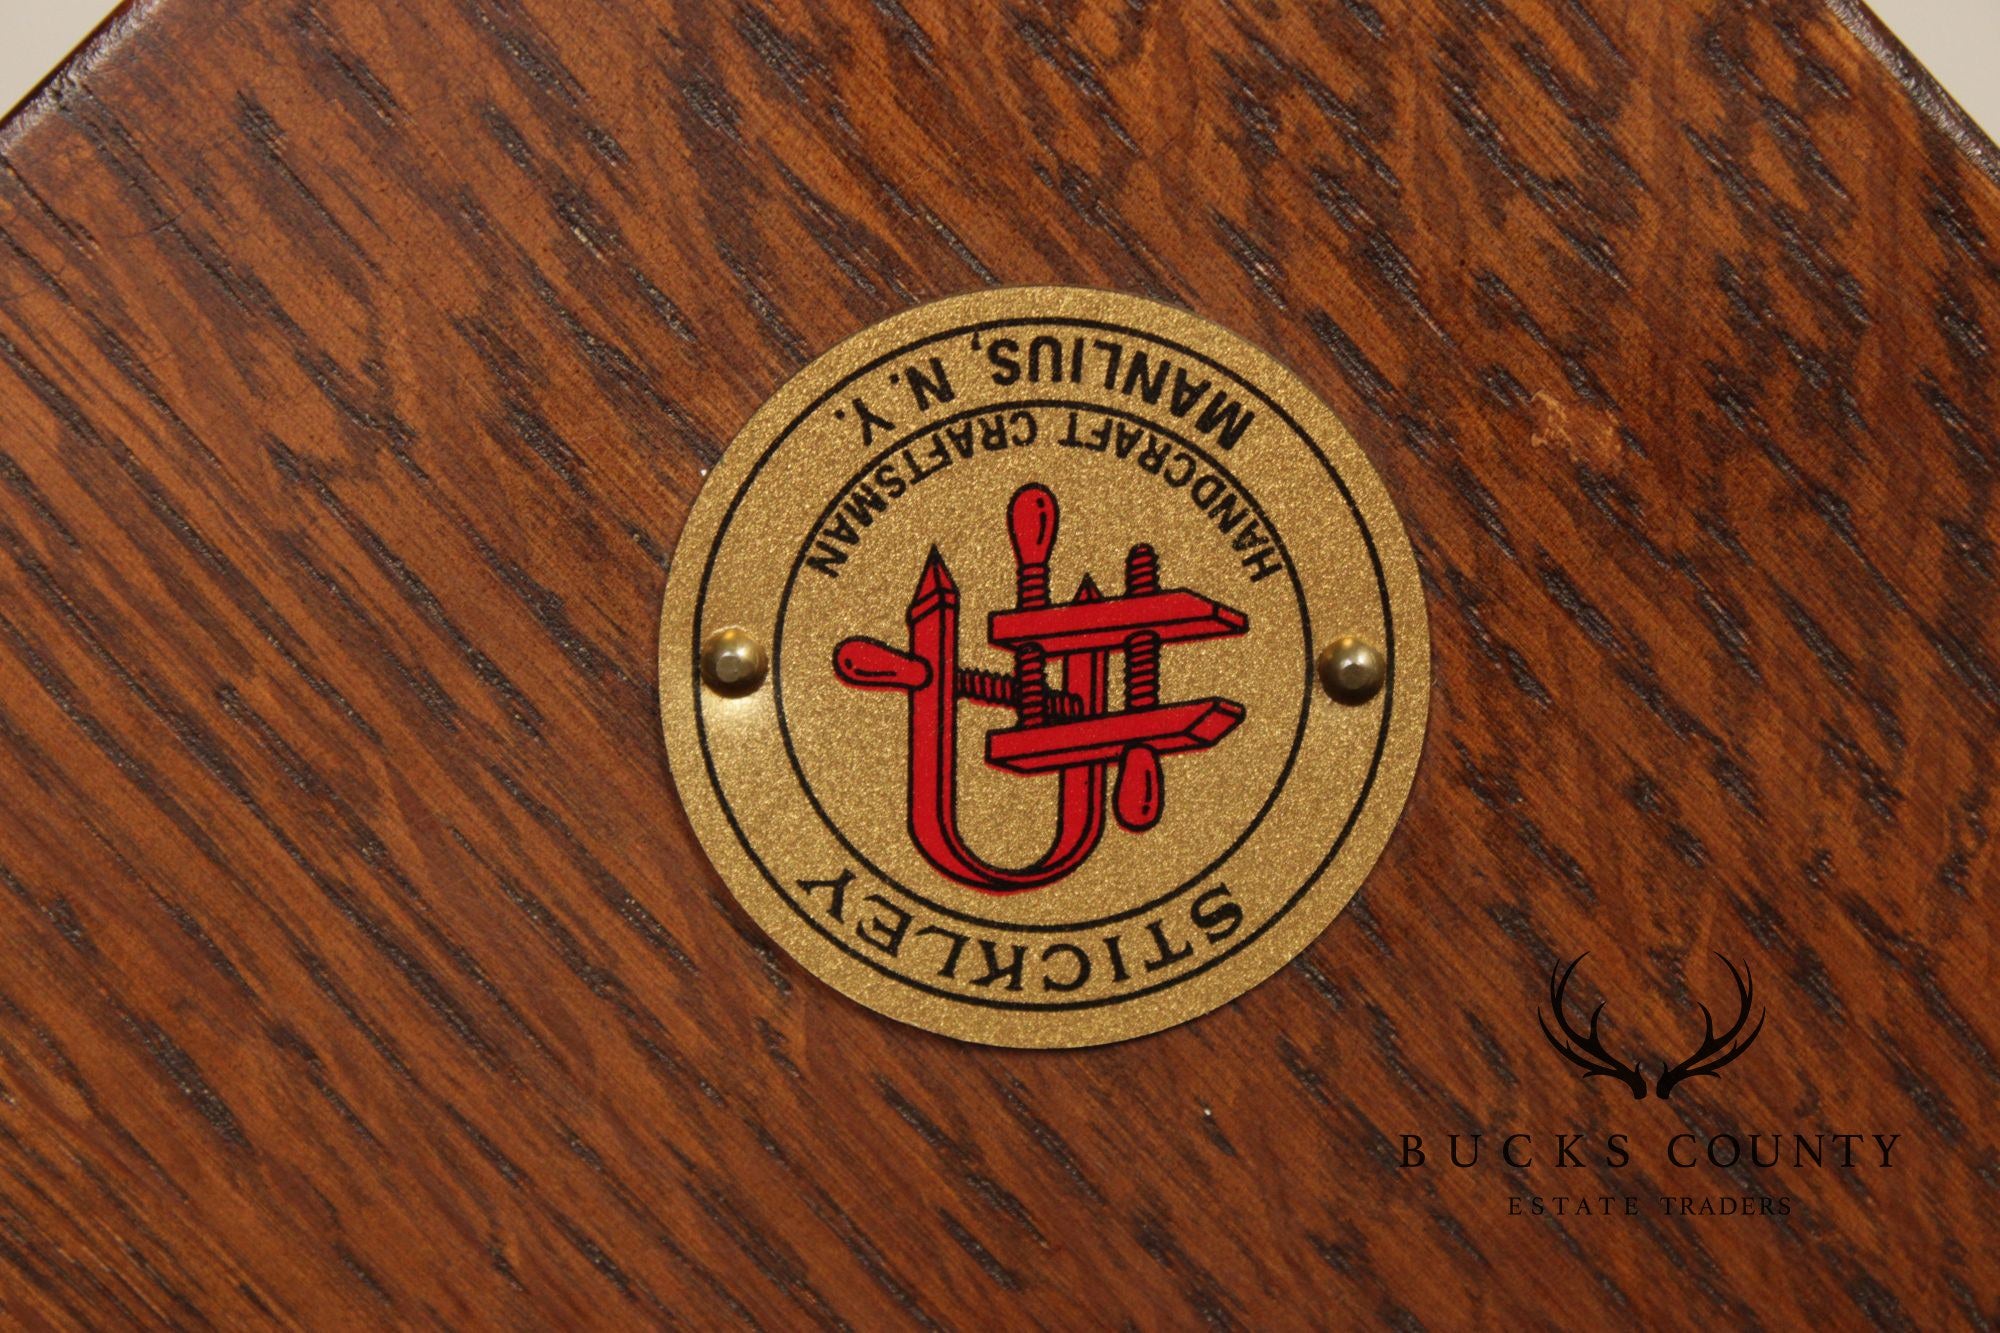 STICKLEY
HANDCRAFT CRAFTSMAN
MANLIUS, N. Y.
BUCKS COUNTY
ESTATE TRADERS